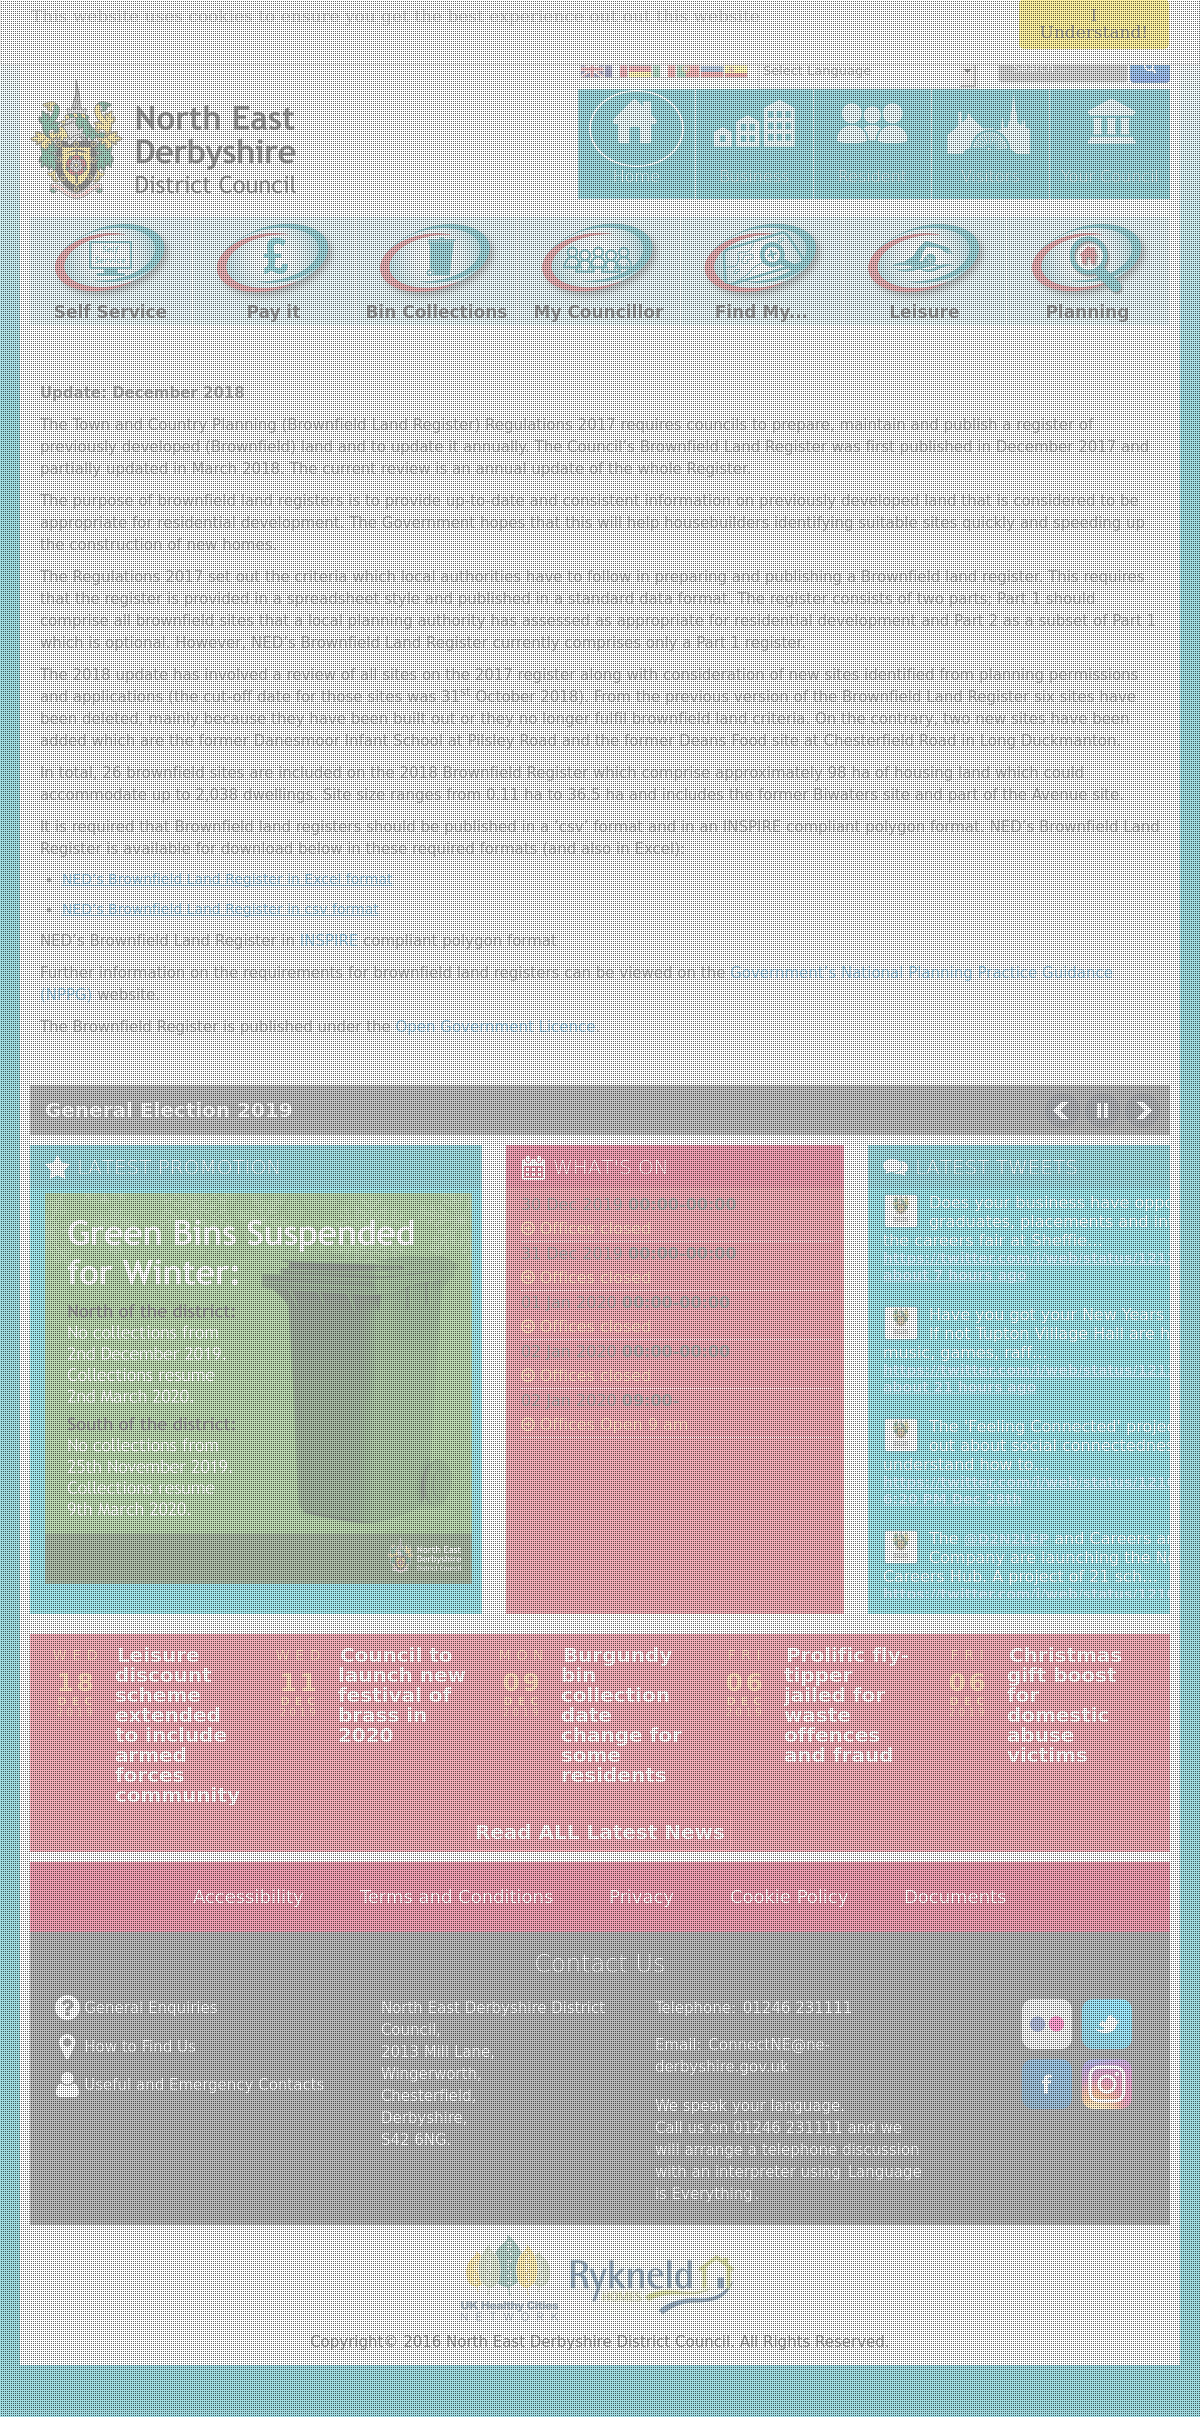 This website uses cookies to ensure you get the best experience out out this website
I
Understand!
Select Language
North East
Derbyshire
District Council
Home
Self Service
Pay it
Bin Collections
My Councillor
Find My...
Leisure
Planning
Update: December 2018
The Town and Country Planning (Brownfield Land Register) Regulations 2017 requires councils to prepare, maintain and publish a register of
previously developed (Brownfield) land and to update it annually. The Council's Brownfield Land Register was first published in December 2017 and
partially updated in March 2018. The current review is an annual update of the whole Register.
The purpose of brownfield land registers is to provide up-to-date and consistent information on previously developed land that is considered to be
appropriate for residential development. The Government hopes that this will help housebuilders identifying suitable sites quickly and speeding up
the construction of new homes.
The Regulations 2017 set out the criteria which local authorities have to follow in preparing and publishing a Brownfield land register. This requires
that the register is provided in a spreadsheet style and published in a standard data format. The register consists of two parts; Part 1 should
comprise all brownfield sites that a local planning authority has assessed as appropriate for residential development and Part 2 as a subset of Part 1
which is optional. However, NED's Brownfield Land Register currently comprises only a Part 1 register.
The 2018 update has involved a review of all sites on the 2017 register along with consideration of new sites identified from planning permissions
and applications (the cut-off date for those sites was 31st October 2018). From the previous version of the Brownfield Land Register six sites have
been deleted, mainly because they have been built out or they no longer fulfil brownfield land criteria. On the contrary, two new sites have been
added which are the former Danesmoor Infant School at Pilsley Road and the former Deans Food site at Chesterfield Road in Long Duckmanton.
In total, 26 brownfield sites are included on the 2018 Brownfield Register which comprise approximately 98 ha of housing land which could
accommodate up to 2,038 dwellings. Site size ranges from 0.11 ha to 36.5 ha and includes the former Biwaters site and part of the Avenue site.
It is required that Brownfield land registers should be published in a 'csv' format and in an INSPIRE compliant polygon format. NED's Brownfield Land
Register is available for download below in these required formats (and also in Excel):
NED's Brownfield Land Register in Excel format
NED's Brownfield Land Register in csv format
NED's Brownfield Land Register in INSPIRE compliant polygon format
Further information on the requirements for brownfield land registers can be viewed on the Government's National Planning Practice Guidance
(NPPG) website.
The Brownfield Register is published under the Open Government Licence.
General Election 2019
LATEST PROMOTION
Green Bins Suspended
for Winter:
North of the district:
No collections from
2nd December 2019.
Collections resume
2nd March 2020.
South of the district:
No collections from
25th November 2019.
Collections resume
9th March 2020.
North East
Derbyshire
WHAT'S ON
30 Dec 2019 00:00-00:00
Offices closed
31 Dec 2019 00:00-00:00
Offices closed
01 Jan 2020 00:00-00:00
Offices closed
02 Jan 2020 00:00-00:00
Offices closed
02 Jan 2020 09:00-
Offices Open 9 am
LATEST TWEETS
Does your business have oppo
graduates, placements and in
the careers fair at Sheffie...
https://twitter.com/i/web/status/121
about 7 hours ago
Have you got your New Years
If not Tupton Village Hall are h
music, games, raff...
https://twitter.com/i/web/status/121
about 21 hours ago
The 'Feeling Connected' projec
out about social connectednes
understand how to...
https://twitter.com/i/web/status/121
6:20 PM Dec 28th
The @D2N2LEP and Careers an
Company are launching the N
Careers Hub. A project of 21 sch...
https://twitter.com/i/web/status/121
WED
18
DEC
2019
Leisure
discount
scheme
extended
to include
armed
forces
community
WED
11
DEC
2019
Council to
launch new
festival of
brass in
2020
MON
09
DEC
2019
Burgundy
bin
collection
date
change for
some
residents
FRI
06
DEC
2019
Prolific fly-
tipper
jailed for
waste
offences
and fraud
FRI
06
DEC
2019
Christmas
gift boost
for
domestic
abuse
victims
Read ALL Latest News
Accessibility
Terms and Conditions
Privacy
Cookie Policy
Documents
Contact Us
General Enquiries
How to Find Us
Useful and Emergency Contacts
North East Derbyshire District
Council,
2013 Mill Lane,
Wingerworth,
Chesterfield,
Derbyshire,
S42 6NG.
Telephone: 01246 231111
Email: ConnectNE@ne-
derbyshire.gov.uk
We speak your language.
Call us on 01246 231111 and we
will arrange a telephone discussion
with an interpreter using Language
is Everything.
UK Healthy Cities
NETWORK
Rykneld
HOMES
Copyright© 2016 North East Derbyshire District Council. All Rights Reserved.